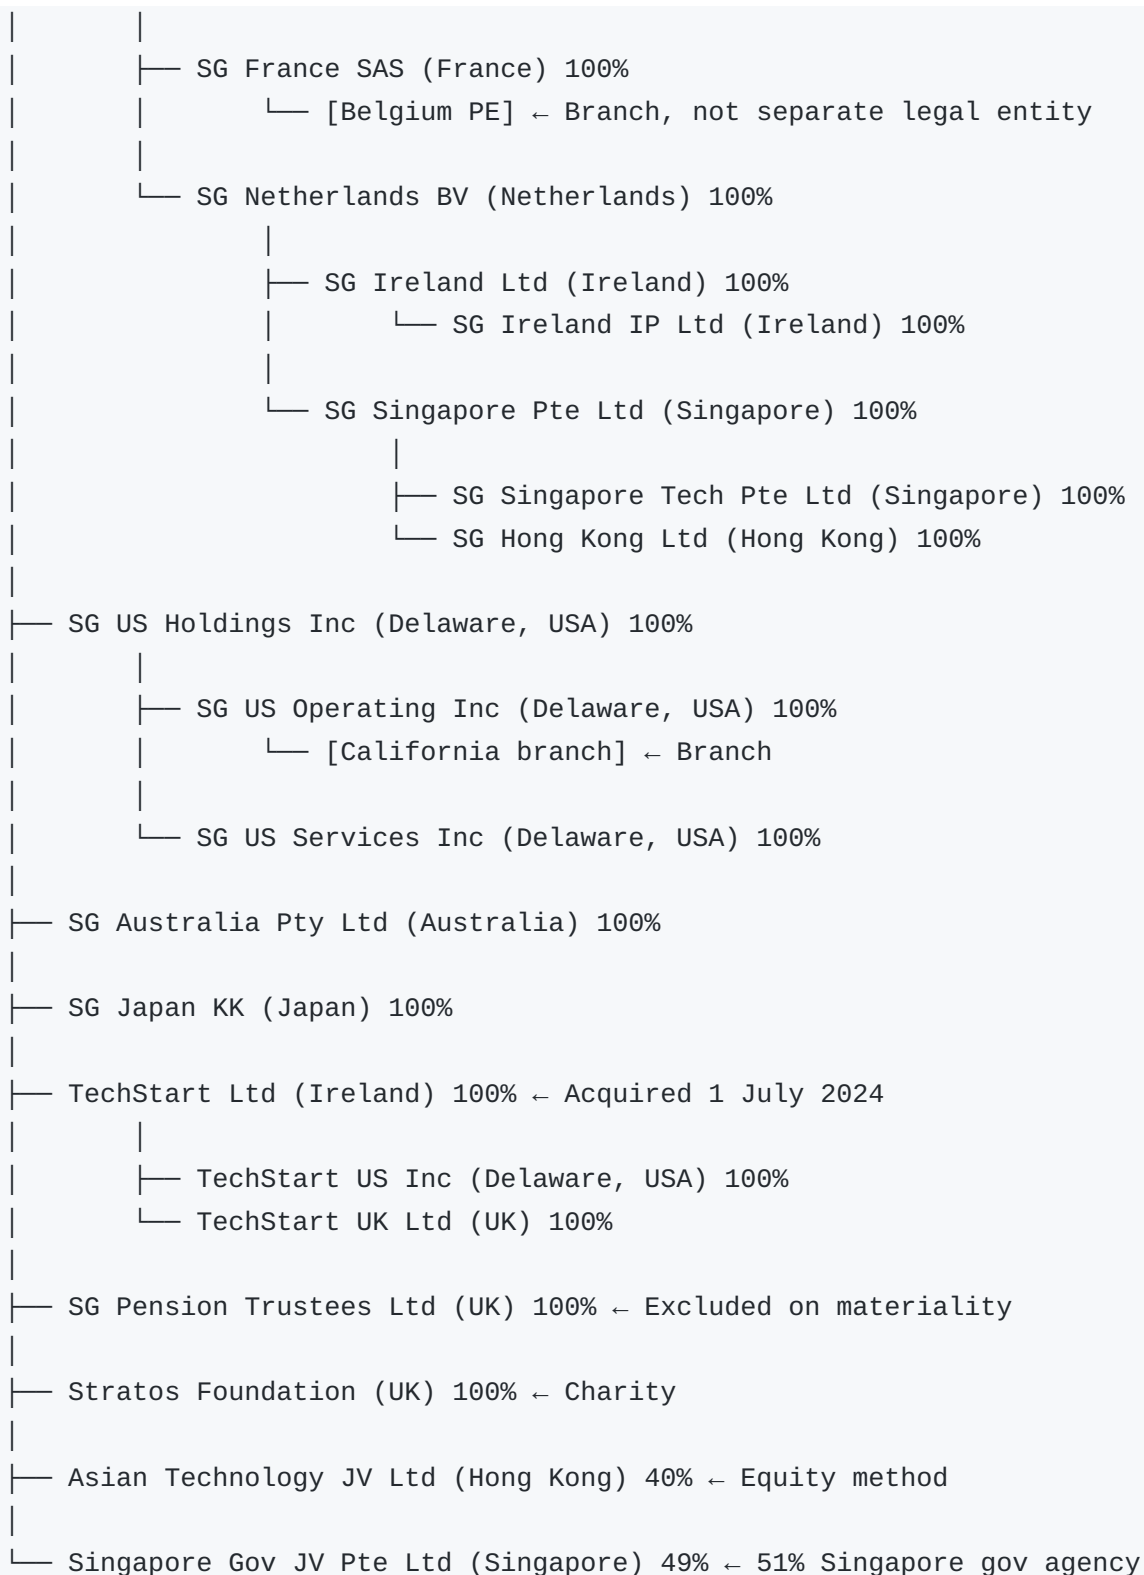 │       │
│       ├── SG France SAS (France) 100%
│       │       └── [Belgium PE] ← Branch, not separate legal entity
│       │
│       └── SG Netherlands BV (Netherlands) 100%
│               │
│               ├── SG Ireland Ltd (Ireland) 100%
│               │       └── SG Ireland IP Ltd (Ireland) 100%
│               │
│               └── SG Singapore Pte Ltd (Singapore) 100%
│                       │
│                       ├── SG Singapore Tech Pte Ltd (Singapore) 100%
│                       └── SG Hong Kong Ltd (Hong Kong) 100%
│
├── SG US Holdings Inc (Delaware, USA) 100%
│       │
│       ├── SG US Operating Inc (Delaware, USA) 100%
│       │       └── [California branch] ← Branch
│       │
│       └── SG US Services Inc (Delaware, USA) 100%
│
├── SG Australia Pty Ltd (Australia) 100%
│
├── SG Japan KK (Japan) 100%
│
├── TechStart Ltd (Ireland) 100% ← Acquired 1 July 2024
│       │
│       ├── TechStart US Inc (Delaware, USA) 100%
│       └── TechStart UK Ltd (UK) 100%
│
├── SG Pension Trustees Ltd (UK) 100% ← Excluded on materiality
│
├── Stratos Foundation (UK) 100% ← Charity
│
├── Asian Technology JV Ltd (Hong Kong) 40% ← Equity method
│
└── Singapore Gov JV Pte Ltd (Singapore) 49% ← 51% Singapore gov agency